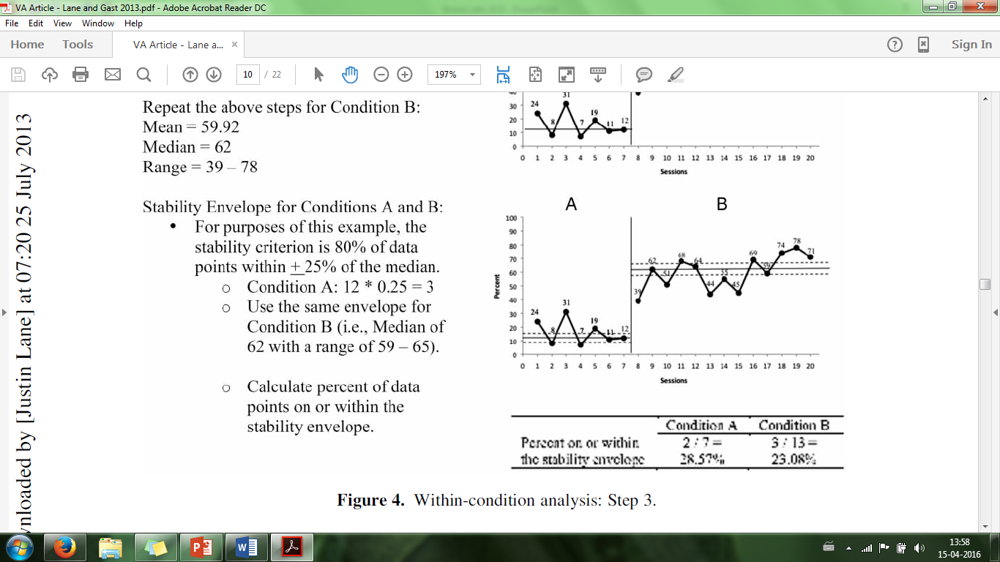 VA Article - Lane and Gast 2013.pdf - Adobe Acrobat Reader DC
File Edit View Window Help
Home Tools VA Article - Lane a... × ? Sign In
10 / 22 197%
wnloaded by [Justin Lane] at 07:20 25 July 2013
Repeat the above steps for Condition B:
Mean = 59.92
Median = 62
Range = 39 – 78
Stability Envelope for Conditions A and B:
• For purposes of this example, the
stability criterion is 80% of data
points within + 25% of the median.
o Condition A: 12 * 0.25 = 3
o Use the same envelope for
Condition B (i.e., Median of
62 with a range of 59 – 65).
o Calculate percent of data
points on or within the
stability envelope.
30
20
10
0
24 8 31 7 19 11 12
0 1 2 3 4 5 6 7 8 9 10 11 12 13 14 15 16 17 18 19 20
Sessions
A B
100
90
80
70
60
50
40
30
20
10
0
Percent
24 8 31 7 19 11 12 39 62 51 68 64 44 55 45 69 59 74 78 71
0 1 2 3 4 5 6 7 8 9 10 11 12 13 14 15 16 17 18 19 20
Sessions
Condition A Condition B
Percent on or within 2 / 7 = 3 / 13 =
the stability envelope 28.57% 23.08%
Figure 4. Within-condition analysis: Step 3.
13:58
15-04-2016